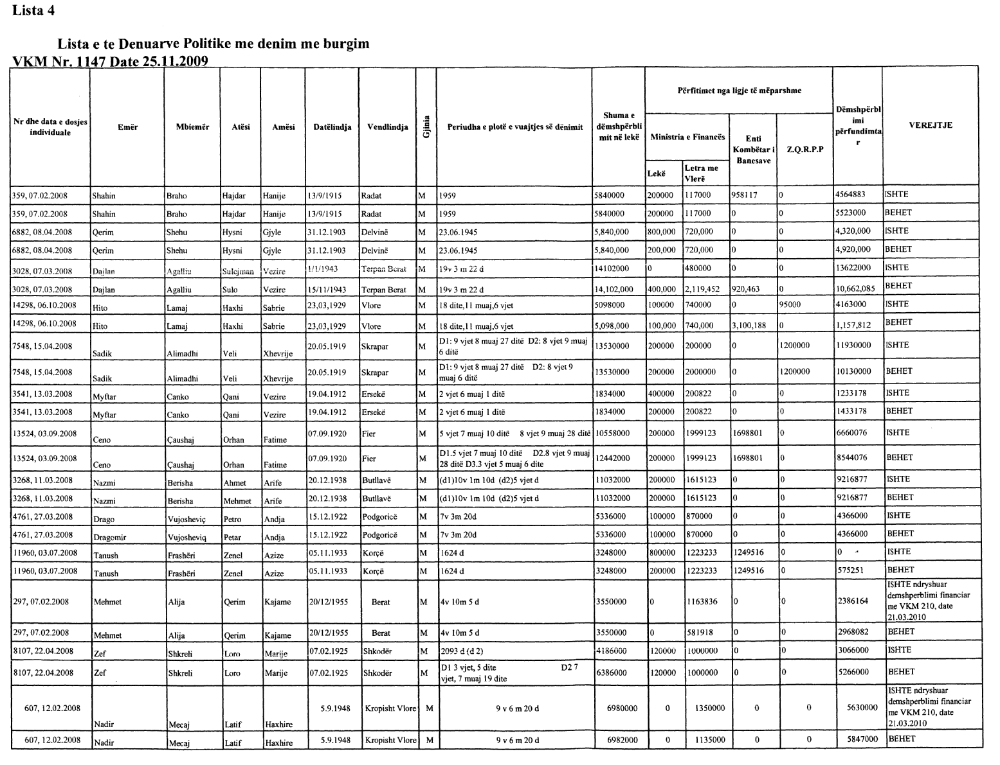 Lista 4
Lista e te Denuarve Politike me denim me burgim
VKM Nr. 1147 Date 25.11.2009
Nr dhe data e dosjes individuale Emër Mbiemër Atësi Amësi Datëlindja Vendlindja Gjinia Periudha e plotë e vuajtjes së dënimit Shuma e dëmshpërbli mit në lekë Përfitimet nga ligje të mëparshme Dëmshpërbl imi përfundimta r VEREJTJE
Ministria e Financës Enti Kombëtar i Banesave Z.Q.R.P.P
Lekë Letra me Vlerë
359, 07.02.2008 Shahin Braho Hajdar Hanije 13/9/1915 Radat M 1959 5840000 200000 117000 958117 0 4564883 ISHTE
359, 07.02.2008 Shahin Braho Hajdar Hanije 13/9/1915 Radat M 1959 5840000 200000 117000 0 0 5523000 BEHET
6882, 08.04.2008 Qerim Shehu Hysni Gjyle 31.12.1903 Delvinë M 23.06.1945 5,840,000 800,000 720,000 0 0 4,320,000 ISHTE
6882, 08.04.2008 Qerim Shehu Hysni Gjyle 31.12.1903 Delvinë M 23.06.1945 5,840,000 200,000 720,000 0 0 4,920,000 BEHET
3028, 07.03.2008 Dajlan Agalliu Sulejman Vezire 1/1/1943 Terpan Berat M 19v 3 m 22 d 14102000 0 480000 0 0 13622000 ISHTE
3028, 07.03.2008 Dajlan Agalliu Sulo Vezire 15/11/1943 Terpan Berat M 19v 3 m 22 d 14,102,000 400,000 2,119,452 920,463 0 10,662,085 BEHET
14298, 06.10.2008 Hito Lamaj Haxhi Sabrie 23,03,1929 Vlore M 18 dite,11 muaj,6 vjet 5098000 100000 740000 0 95000 4163000 ISHTE
14298, 06.10.2008 Hito Lamaj Haxhi Sabrie 23,03,1929 Vlore M 18 dite,11 muaj,6 vjet 5,098,000 100,000 740,000 3,100,188 0 1,157,812 BEHET
7548, 15.04.2008 Sadik Alimadhi Veli Xhevrije 20.05.1919 Skrapar M D1: 9 vjet 8 muaj 27 ditë D2: 8 vjet 9 muaj 6 ditë 13530000 200000 200000 0 1200000 11930000 ISHTE
7548, 15.04.2008 Sadik Alimadhi Veli Xhevrije 20.05.1919 Skrapar M D1: 9 vjet 8 muaj 27 ditë D2: 8 vjet 9 muaj 6 ditë 13530000 200000 2000000 0 1200000 10130000 BEHET
3541, 13.03.2008 Myftar Canko Qani Vezire 19.04.1912 Ersekë M 2 vjet 6 muaj 1 ditë 1834000 400000 200822 0 0 1233178 ISHTE
3541, 13.03.2008 Myftar Canko Qani Vezire 19.04.1912 Ersekë M 2 vjet 6 muaj 1 ditë 1834000 200000 200822 0 0 1433178 BEHET
13524, 03.09.2008 Ceno Çaushaj Orhan Fatime 07.09.1920 Fier M 5 vjet 7 muaj 10 ditë 8 vjet 9 muaj 28 ditë 10558000 200000 1999123 1698801 0 6660076 ISHTE
13524, 03.09.2008 Ceno Çaushaj Orhan Fatime 07.09.1920 Fier M D1.5 vjet 7 muaj 10 ditë D2.8 vjet 9 muaj 28 ditë D3.3 vjet 5 muaj 6 dite 12442000 200000 1999123 1698801 0 8544076 BEHET
3268, 11.03.2008 Nazmi Berisha Ahmet Arife 20.12.1938 Butllavë M (d1)10v 1m 10d (d2)5 vjet d 11032000 200000 1615123 0 0 9216877 ISHTE
3268, 11.03.2008 Nazmi Berisha Mehmet Arife 20.12.1938 Butllavë M (d1)10v 1m 10d (d2)5 vjet d 11032000 200000 1615123 0 0 9216877 BEHET
4761, 27.03.2008 Drago Vujosheviç Petro Andja 15.12.1922 Podgoricë M 7v 3m 20d 5336000 100000 870000 0 0 4366000 ISHTE
4761, 27.03.2008 Dragomir Vujosheviq Petar Andja 15.12.1922 Podgoricë M 7v 3m 20d 5336000 100000 870000 0 0 4366000 BEHET
11960, 03.07.2008 Tanush Frashëri Zenel Azize 05.11.1933 Korçë M 1624 d 3248000 800000 1223233 1249516 0 0 ISHTE
11960, 03.07.2008 Tanush Frashëri Zenel Azize 05.11.1933 Korçë M 1624 d 3248000 200000 1223233 1249516 0 575251 BEHET
297, 07.02.2008 Mehmet Alija Qerim Kajame 20/12/1955 Berat M 4v 10m 5 d 3550000 0 1163836 0 0 2386164 ISHTE ndryshuar demshperblimi financiar me VKM 210, date 21.03.2010
297, 07.02.2008 Mehmet Alija Qerim Kajame 20/12/1955 Berat M 4v 10m 5 d 3550000 0 581918 0 0 2968082 BEHET
8107, 22.04.2008 Zef Shkreli Loro Marije 07.02.1925 Shkodër M 2093 d (d 2) 4186000 120000 1000000 0 0 3066000 ISHTE
8107, 22.04.2008 Zef Shkreli Loro Marije 07.02.1925 Shkodër M D1 3 vjet, 5 dite D2 7 vjet, 7 muaj 19 dite 6386000 120000 1000000 0 0 5266000 BEHET
607, 12.02.2008 Nadir Mecaj Latif Haxhire 5.9.1948 Kropisht Vlore M 9 v 6 m 20 d 6980000 0 1350000 0 0 5630000 ISHTE ndryshuar demshperblimi financiar me VKM 210, date 21.03.2010
607, 12.02.2008 Nadir Mecaj Latif Haxhire 5.9.1948 Kropisht Vlore M 9 v 6 m 20 d 6982000 0 1135000 0 0 5847000 BEHET